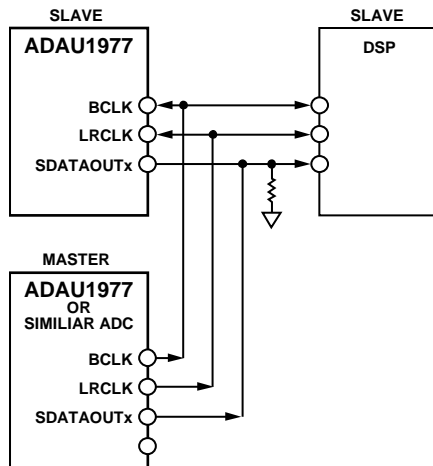 SLAVE
ADAU1977
BCLK
LRCLK
SDATAOUTx
SLAVE
DSP
MASTER
ADAU1977
OR
SIMILIAR ADC
BCLK
LRCLK
SDATAOUTx